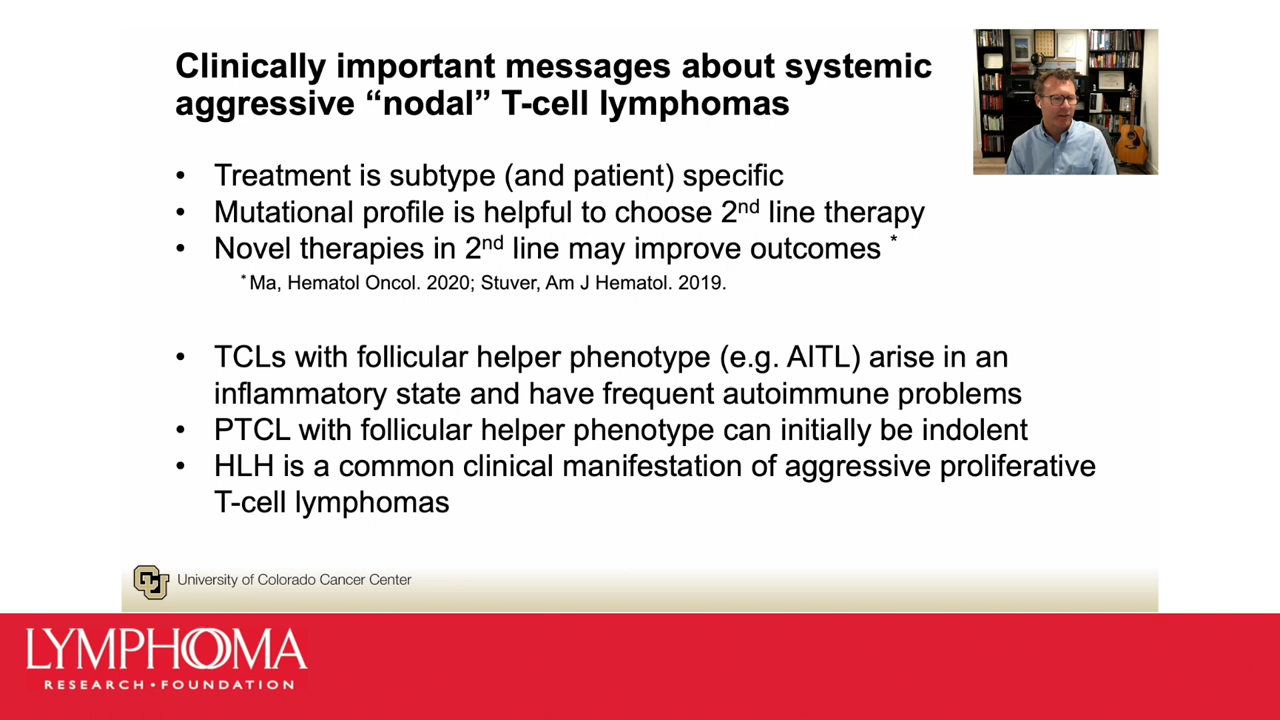 Clinically important messages about systemic
aggressive “nodal” T-cell lymphomas
• Treatment is subtype (and patient) specific
• Mutational profile is helpful to choose 2nd line therapy
• Novel therapies in 2nd line may improve outcomes *
* Ma, Hematol Oncol. 2020; Stuver, Am J Hematol. 2019.
• TCLs with follicular helper phenotype (e.g. AITL) arise in an
inflammatory state and have frequent autoimmune problems
• PTCL with follicular helper phenotype can initially be indolent
• HLH is a common clinical manifestation of aggressive proliferative
T-cell lymphomas
CU University of Colorado Cancer Center
LYMPHOMA
RESEARCH • FOUNDATION